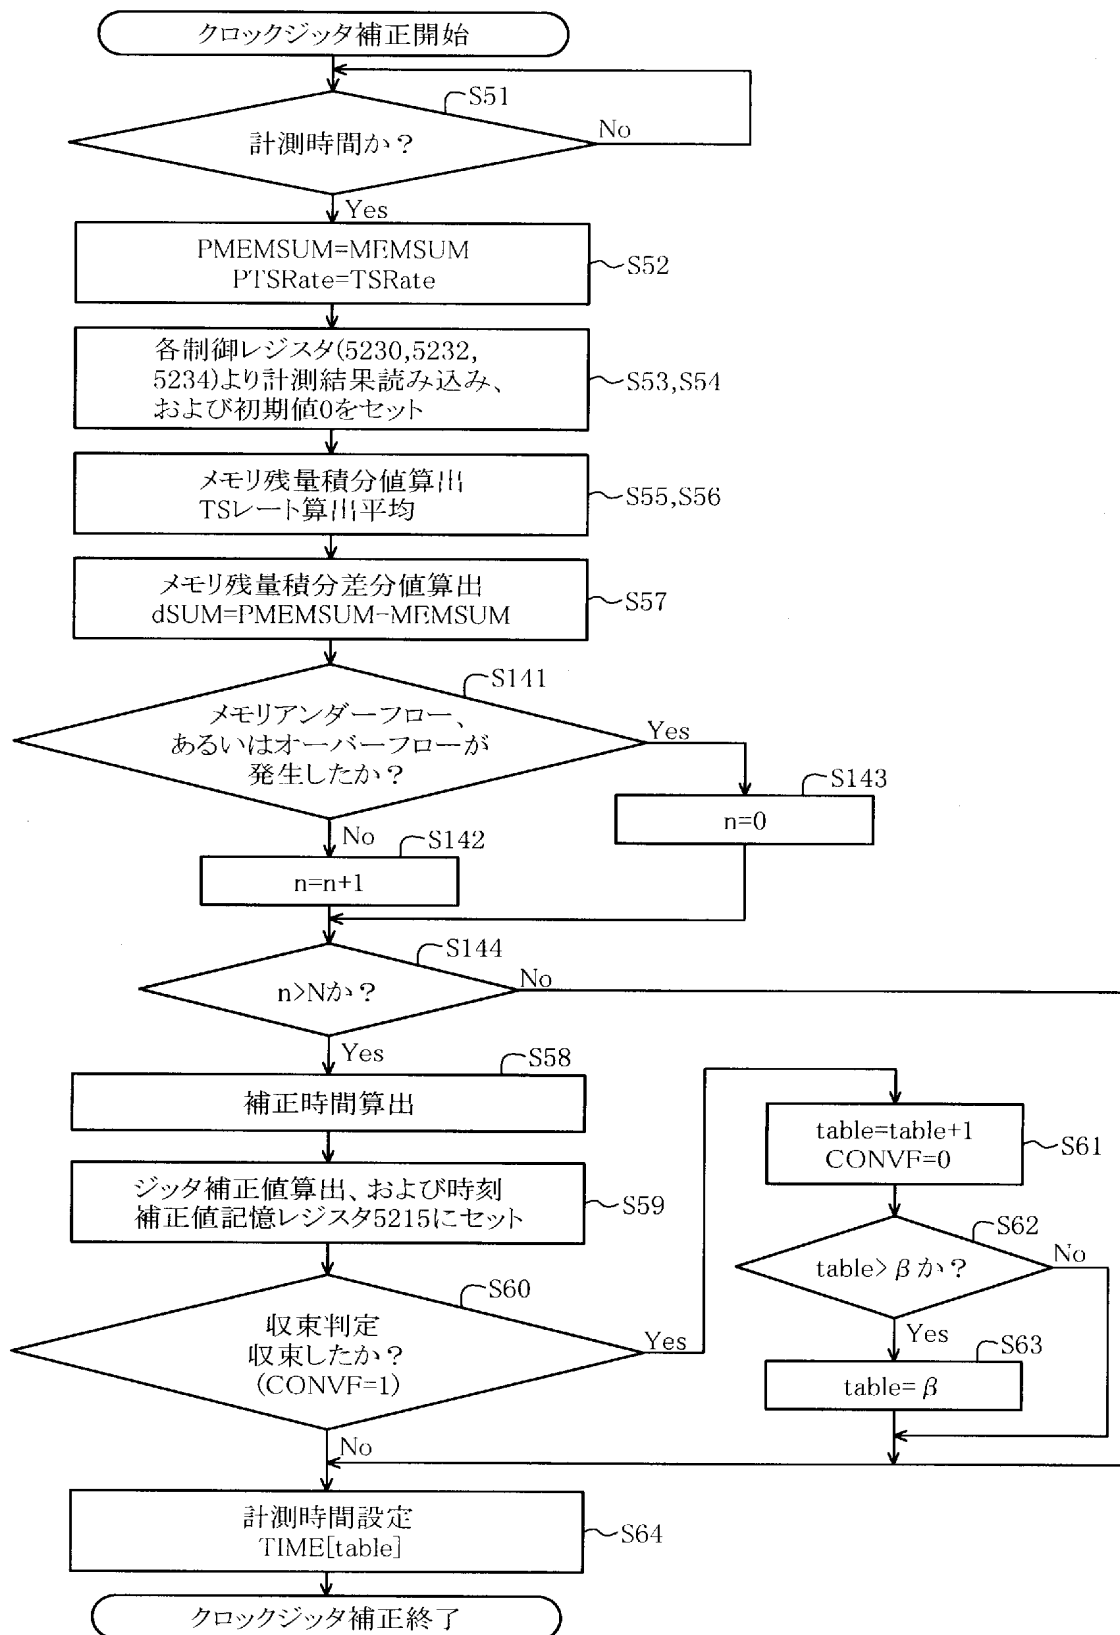 クロックジッタ補正開始
S51
計測時間か？
No
Yes
PMEMSUM=MEMSUM
PTSRate=TSRate
S52
各制御レジスタ(5230,5232,
5234)より計測結果読み込み、
および初期値0をセット
S53,S54
メモリ残量積分値算出
TSレート算出平均
S55,S56
メモリ残量積分差分値算出
dSUM=PMEMSUM-MEMSUM
S57
S141
メモリアンダーフロー、
あるいはオーバーフローが
発生したか？
Yes
S143
n=0
No
S142
n=n+1
S144
n>Nか？
No
Yes
S58
補正時間算出
ジッタ補正値算出、および時刻
補正値記憶レジスタ5215にセット
S59
S60
収束判定
収束したか？
(CONVF=1)
Yes
table=table+1
CONVF=0
S61
S62
table>βか？
No
Yes
S63
table=β
No
計測時間設定
TIME[table]
S64
クロックジッタ補正終了